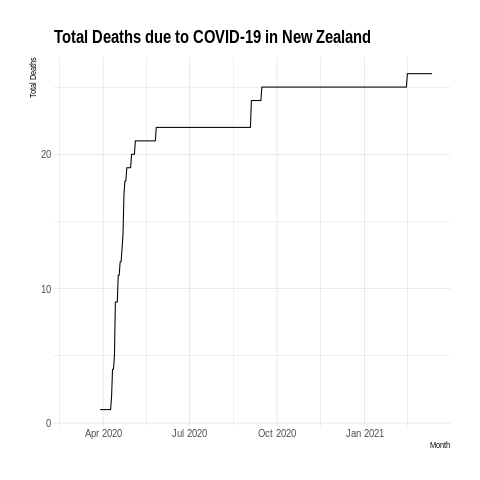 Total Deaths due to COVID-19 in New Zealand
Total Deaths
20
10
0
Apr 2020 Jul 2020 Oct 2020 Jan 2021
Month